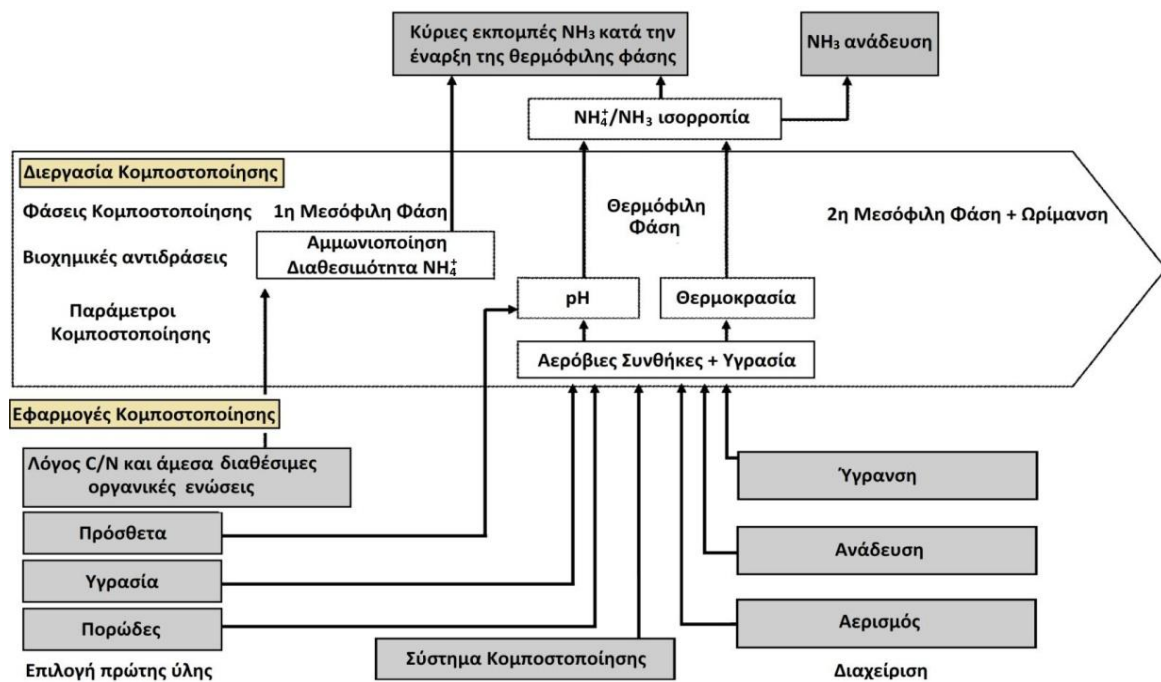 Κύριες εκπομπές NH₃ κατά την
έναρξη της θερμόφιλης φάσης
NH₃ ανάδευση
NH₄⁺/NH₃ ισορροπία
Διεργασία Κομποστοποίησης
Φάσεις Κομποστοποίησης
1η Μεσόφιλη Φάση
Θερμόφιλη
Φάση
2η Μεσόφιλη Φάση + Ωρίμανση
Βιοχημικές αντιδράσεις
Αμμωνιοποίηση
Διαθεσιμότητα NH₄⁺
Παράμετροι
Κομποστοποίησης
pH
Θερμοκρασία
Αερόβιες Συνθήκες + Υγρασία
Εφαρμογές Κομποστοποίησης
Λόγος C/N και άμεσα διαθέσιμες
οργανικές ενώσεις
Πρόσθετα
Υγρασία
Πορώδες
Επιλογή πρώτης ύλης
Σύστημα Κομποστοποίησης
Ύγρανση
Ανάδευση
Αερισμός
Διαχείριση